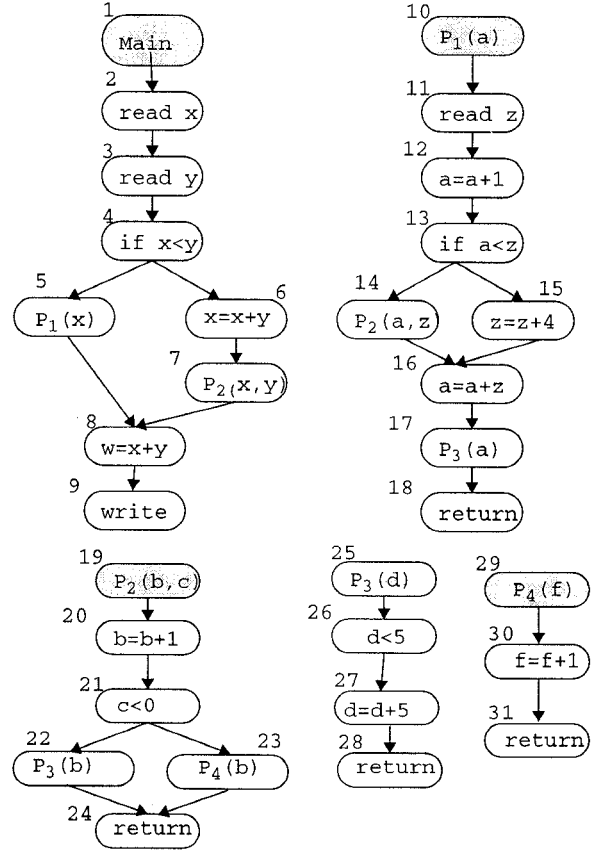 1
Main
2
read x
3
read y
4
if x<y
5
P₁(x)
6
x=x+y
7
P₂(x,y)
8
w=x+y
9
write
10
P₁(a)
11
read z
12
a=a+1
13
if a<z
14
P₂(a,z
15
z=z+4
16
a=a+z
17
P₃(a)
18
return
19
P₂(b,c)
20
b=b+1
21
c<0
22
P₃(b)
23
P₄(b)
24
return
25
P₃(d)
26
d<5
27
d=d+5
28
return
29
P₄(f)
30
f=f+1
31
return